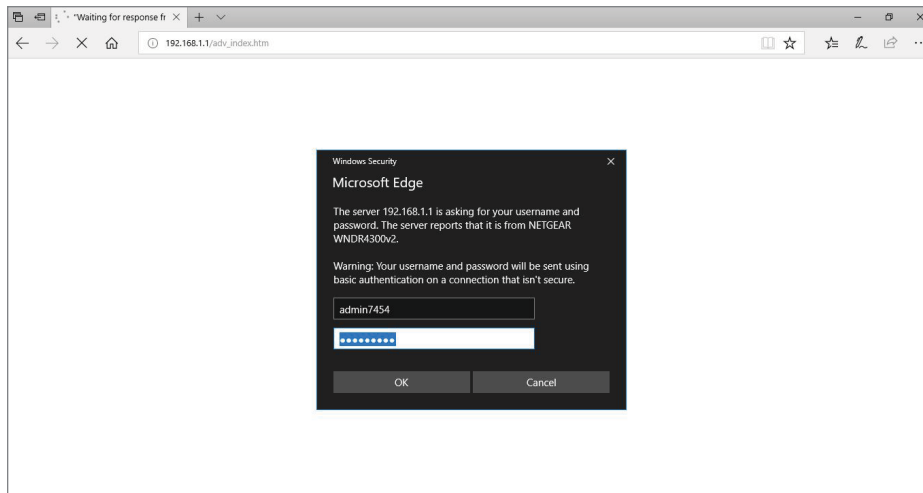 "Waiting for response fr
192.168.1.1/adv_index.htm
Windows Security
Microsoft Edge
The server 192.168.1.1 is asking for your username and
password. The server reports that it is from NETGEAR
WNDR4300v2.
Warning: Your username and password will be sent using
basic authentication on a connection that isn't secure.
admin7454
•••••••••
OK
Cancel